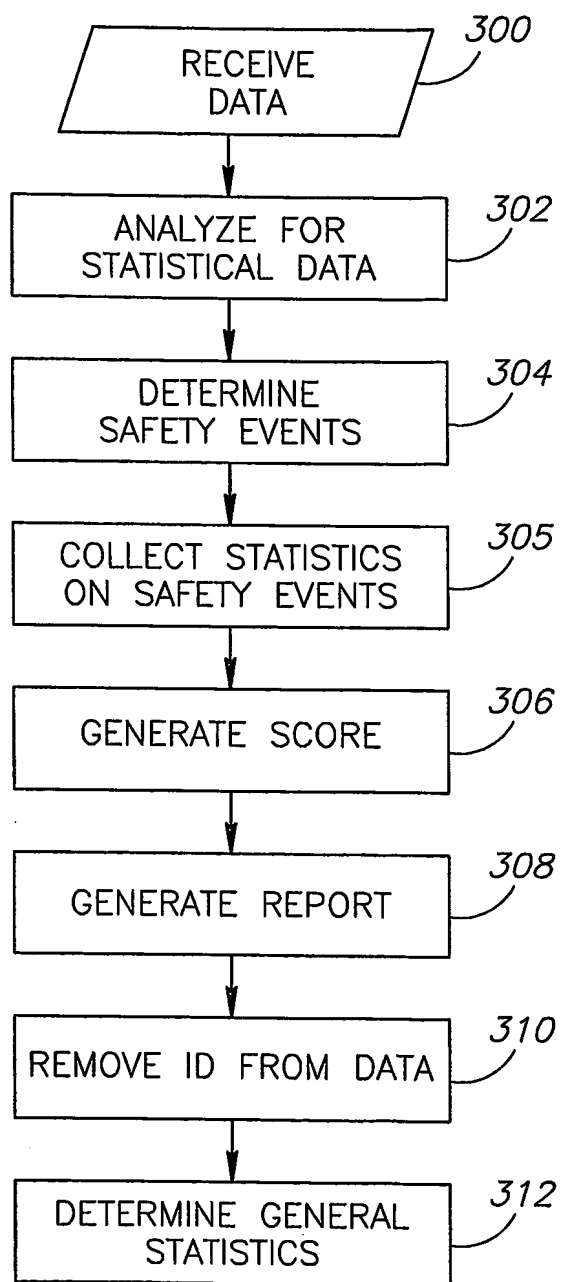 300
RECEIVE
DATA
302
ANALYZE FOR
STATISTICAL DATA
304
DETERMINE
SAFETY EVENTS
305
COLLECT STATISTICS
ON SAFETY EVENTS
306
GENERATE SCORE
308
GENERATE REPORT
310
REMOVE ID FROM DATA
312
DETERMINE GENERAL
STATISTICS